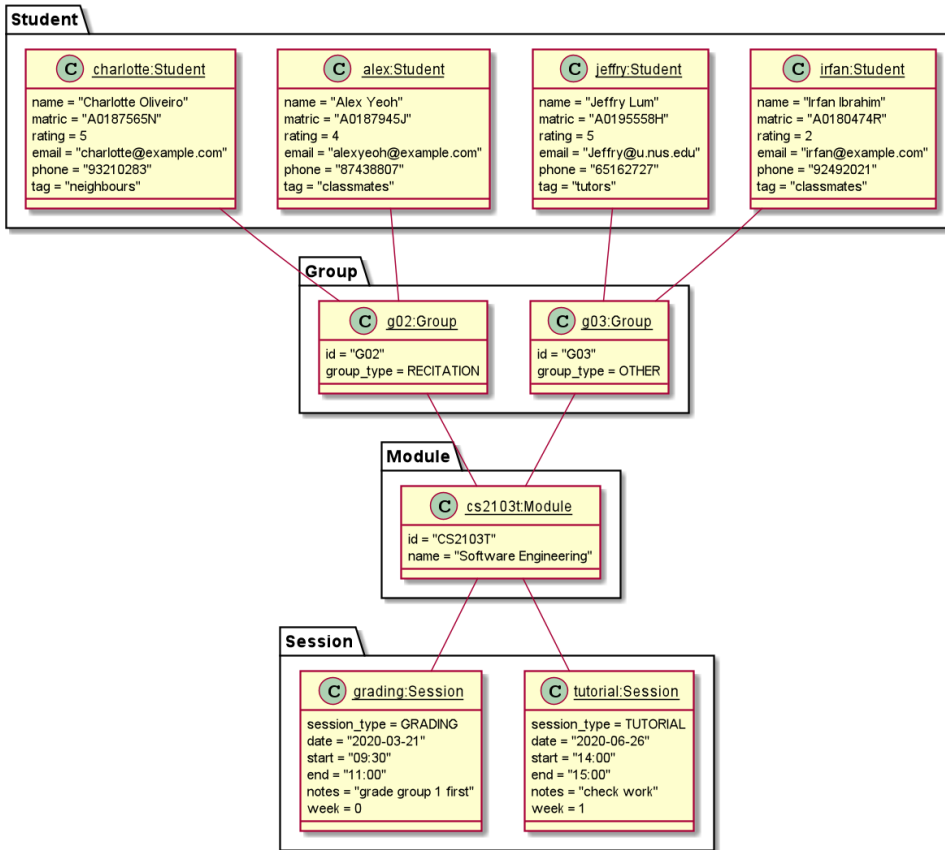 Student
C charlotte:Student
name = "Charlotte Oliveiro"
matric = "A0187565N"
rating = 5
email = "charlotte@example.com"
phone = "93210283"
tag = "neighbours"
C alex:Student
name = "Alex Yeoh"
matric = "A0187945J"
rating = 4
email = "alexyeoh@example.com"
phone = "87438807"
tag = "classmates"
C jeffry:Student
name = "Jeffry Lum"
matric = "A0195558H"
rating = 5
email = "Jeffry@u.nus.edu"
phone = "65162727"
tag = "tutors"
C irfan:Student
name = "Irfan Ibrahim"
matric = "A0180474R"
rating = 2
email = "irfan@example.com"
phone = "92492021"
tag = "classmates"
Group
C g02:Group
id = "G02"
group_type = RECITATION
C g03:Group
id = "G03"
group_type = OTHER
Module
C cs2103t:Module
id = "CS2103T"
name = "Software Engineering"
Session
C grading:Session
session_type = GRADING
date = "2020-03-21"
start = "09:30"
end = "11:00"
notes = "grade group 1 first"
week = 0
C tutorial:Session
session_type = TUTORIAL
date = "2020-06-26"
start = "14:00"
end = "15:00"
notes = "check work"
week = 1